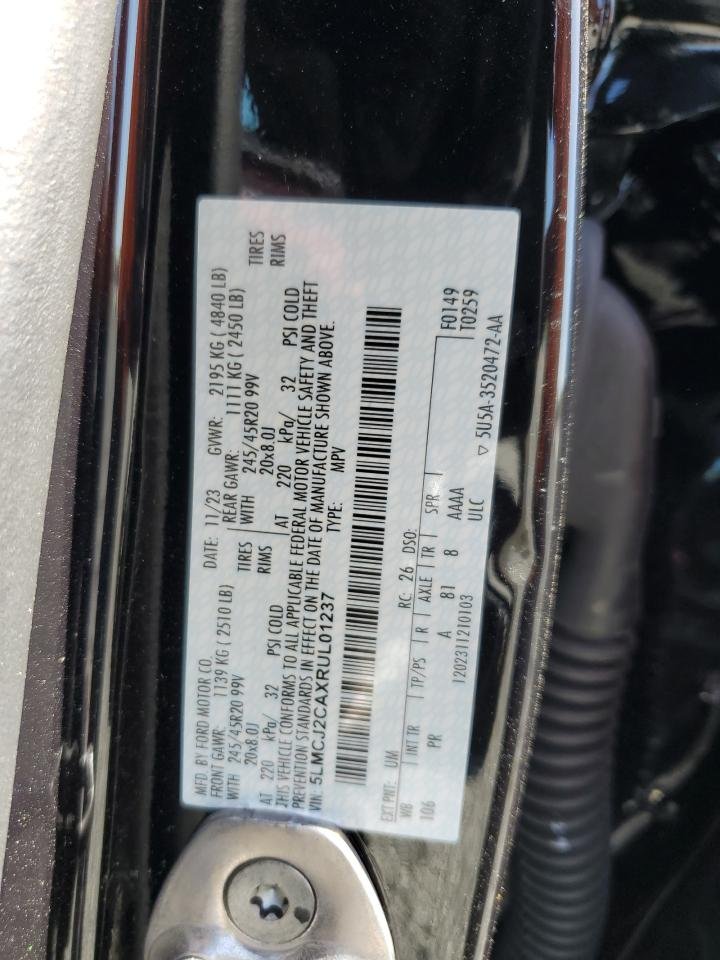 MFD. BY FORD MOTOR CO. DATE: 11/23 GVWR: 2195 KG ( 4840 LB)
FRONT GAWR: 1139 KG ( 2510 LB) REAR GAWR: 1111 KG ( 2450 LB)
WITH 245/45R20 99V TIRES WITH 245/45R20 99V TIRES
20x8.0J RIMS 20x8.0J RIMS
AT 220 kPa/ 32 PSI COLD AT 220 kPa/ 32 PSI COLD
THIS VEHICLE CONFORMS TO ALL APPLICABLE FEDERAL MOTOR VEHICLE SAFETY AND THEFT
PREVENTION STANDARDS IN EFFECT ON THE DATE OF MANUFACTURE SHOWN ABOVE.
VIN: 5LMCJ2CAXRUL01237 TYPE: MPV
EXT PNT: UM RC: 26 DSO: F0149
WB INT TR TP/PS R AXLE TR SPR T0259
106 PR A 81 8 AAAA
1202311210103 ULC ▽ 5U5A-3520472-AA